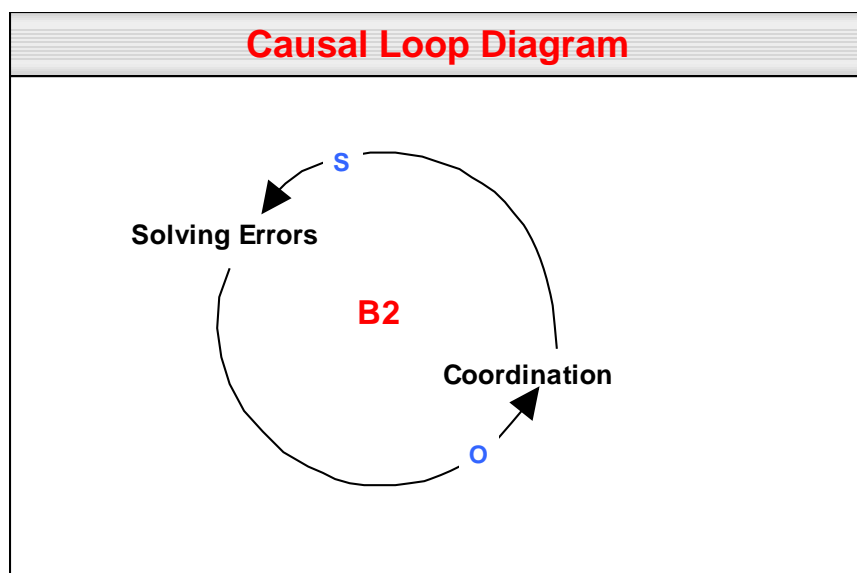 Causal Loop Diagram
S
Solving Errors
B2
Coordination
O